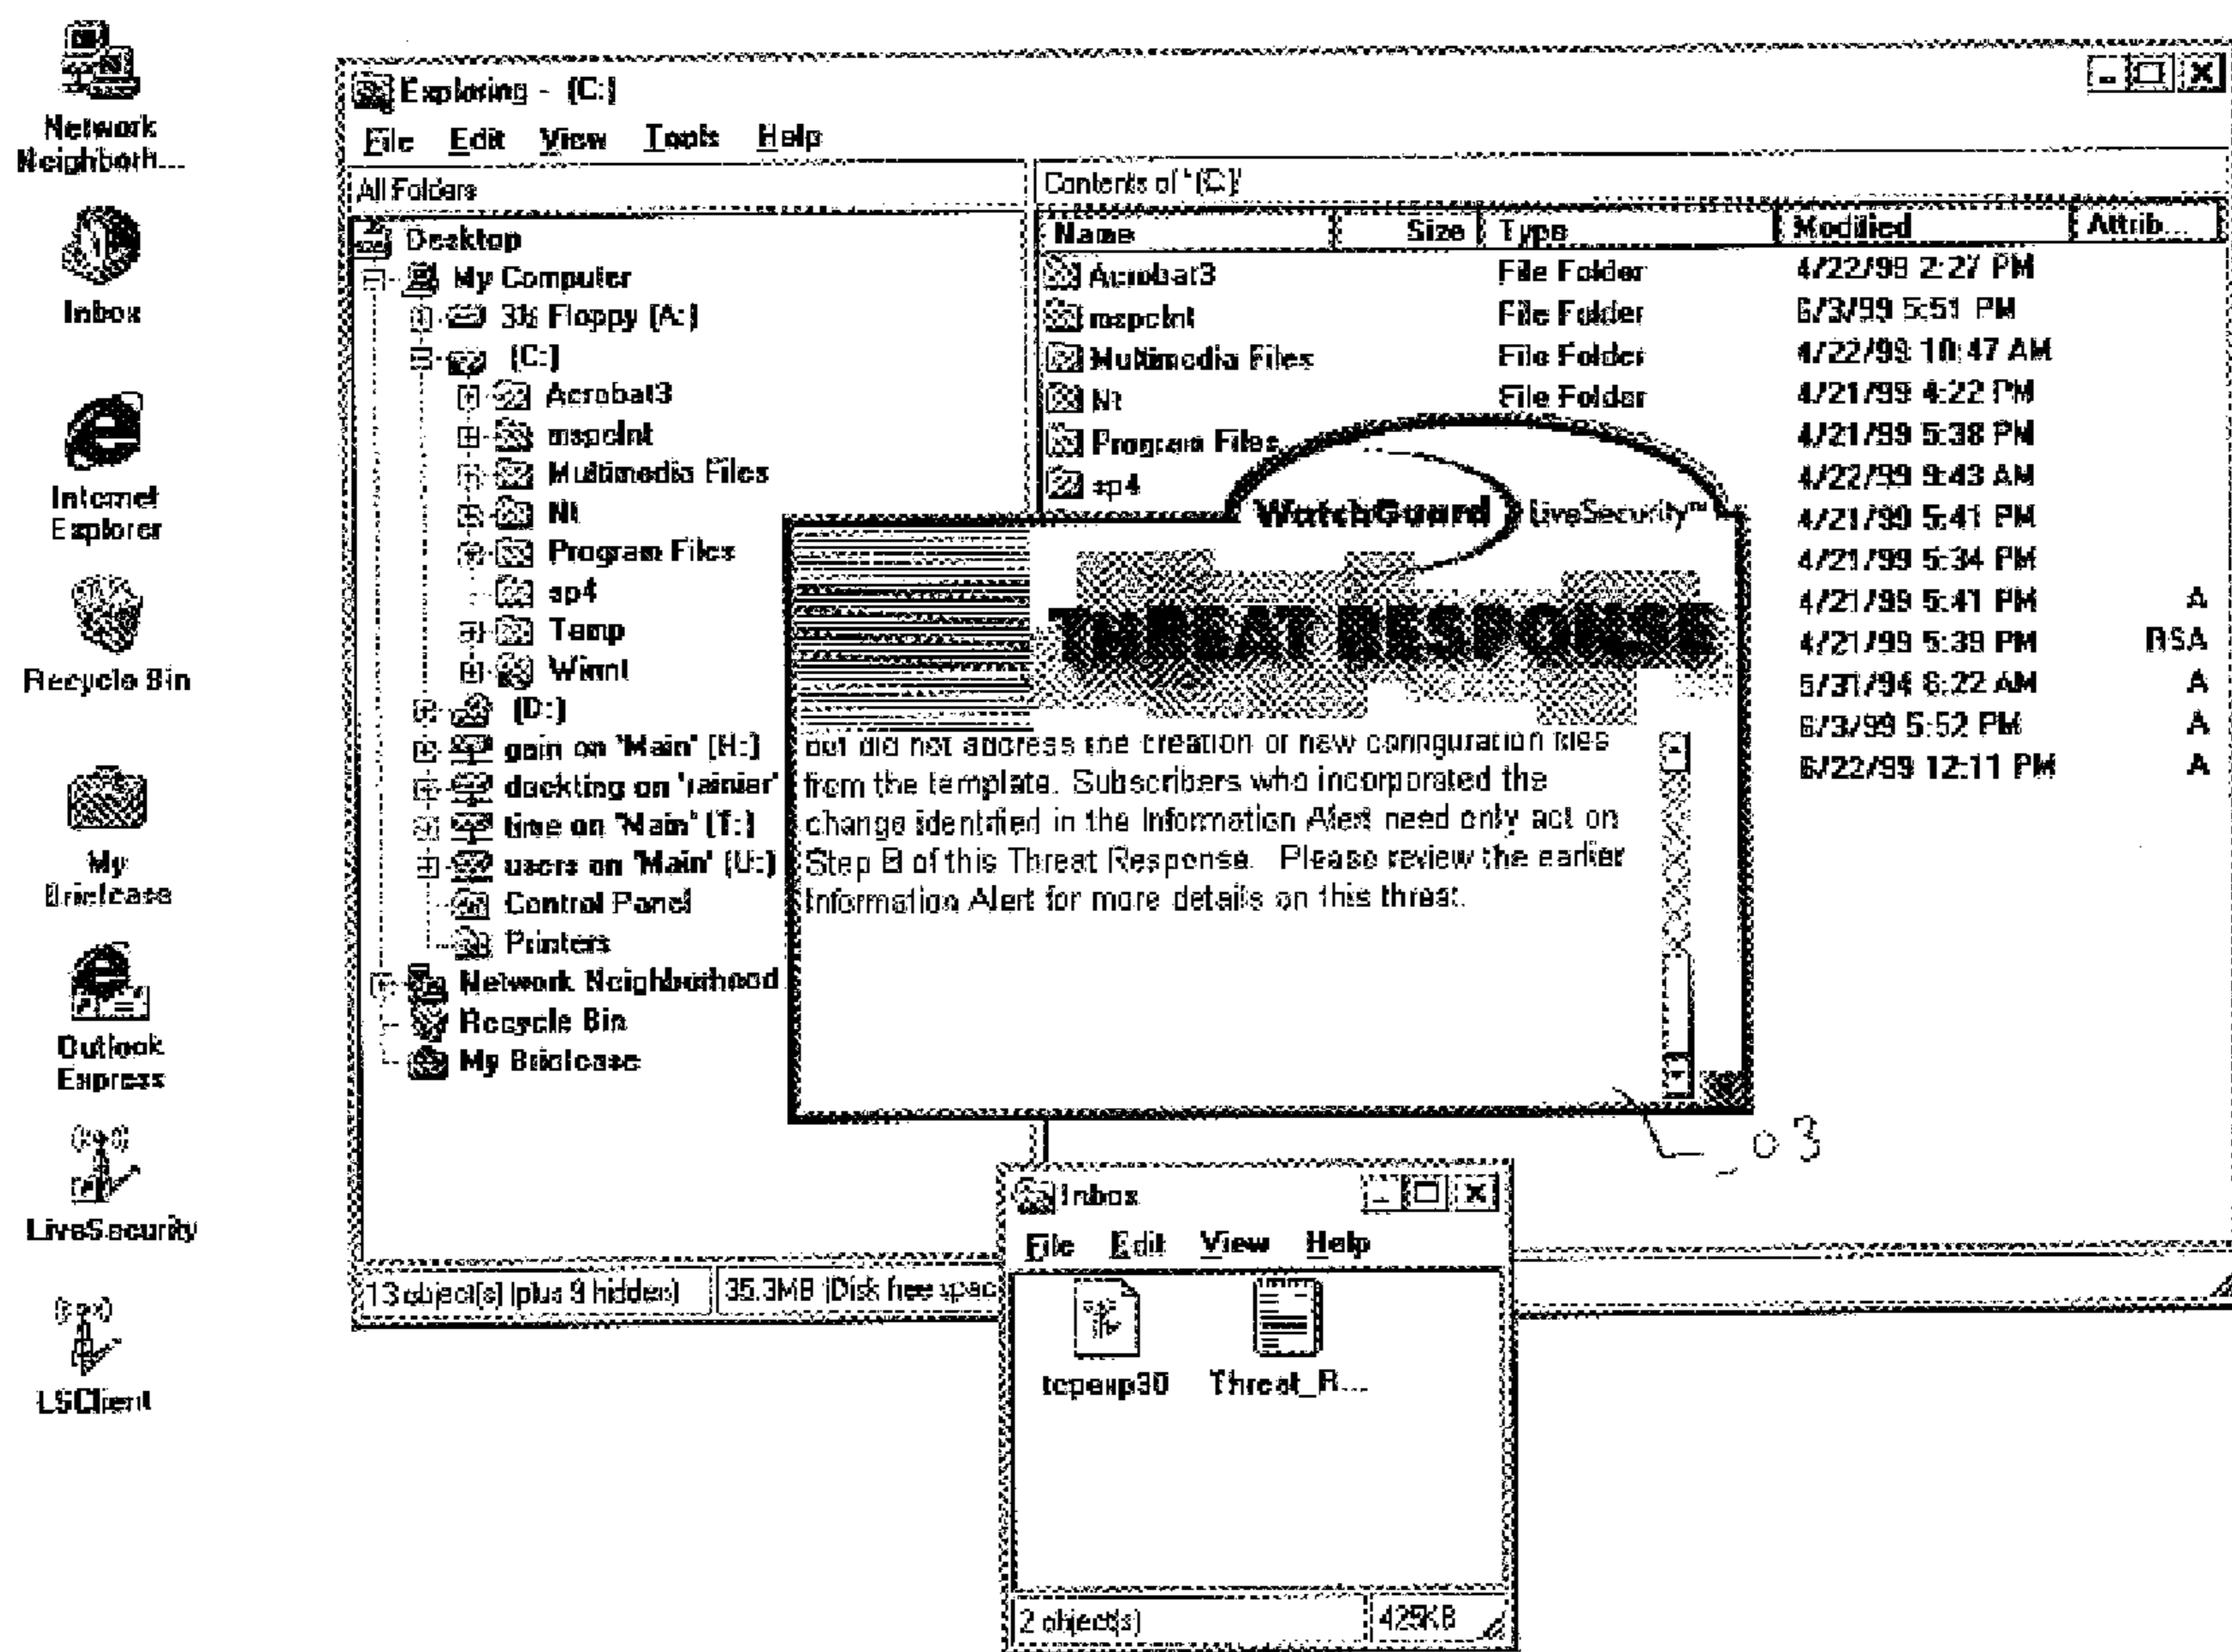 Network
Neighborh...
Inbox
Internet
Explorer
Recycle Bin
My
Briefcase
Outlook
Express
LiveSecurity
LSClient
Exploring - (C:)
File Edit View Tools Help
All Folders
Contents of '(C:)'
Name Size Type Modified Attrib...
Desktop
My Computer
3½ Floppy (A:)
(C:)
Acrobat3
mspclnt
Multimedia Files
Nt
Program Files
sp4
Temp
Winnt
(D:)
gain on 'Main' (H:)
dockting on 'rainier'
time on 'Main' (T:)
users on 'Main' (U:)
Control Panel
Printers
Network Neighborhood
Recycle Bin
My Briefcase
Acrobat3 File Folder 4/22/99 2:27 PM
mspclnt File Folder 6/3/99 5:51 PM
Multimedia Files File Folder 4/22/99 10:47 AM
Nt File Folder 4/21/99 4:22 PM
Program Files 4/21/99 5:38 PM
sp4 4/22/99 9:43 AM
4/21/99 5:41 PM
4/21/99 5:34 PM
4/21/99 5:41 PM A
4/21/99 5:39 PM RSA
5/31/94 6:22 AM A
6/3/99 5:52 PM A
6/22/99 12:11 PM A
WatchGuard LiveSecurity™
THREAT RESPONSE
but did not address the creation of new configuration files
from the template. Subscribers who incorporated the
change identified in the Information Alert need only act on
Step B of this Threat Response. Please review the earlier
Information Alert for more details on this threat.
Inbox
File Edit View Help
tcpexp30 Threat_R...
2 object(s) 425KB
13 object(s) (plus 9 hidden) 35.3MB (Disk free spac